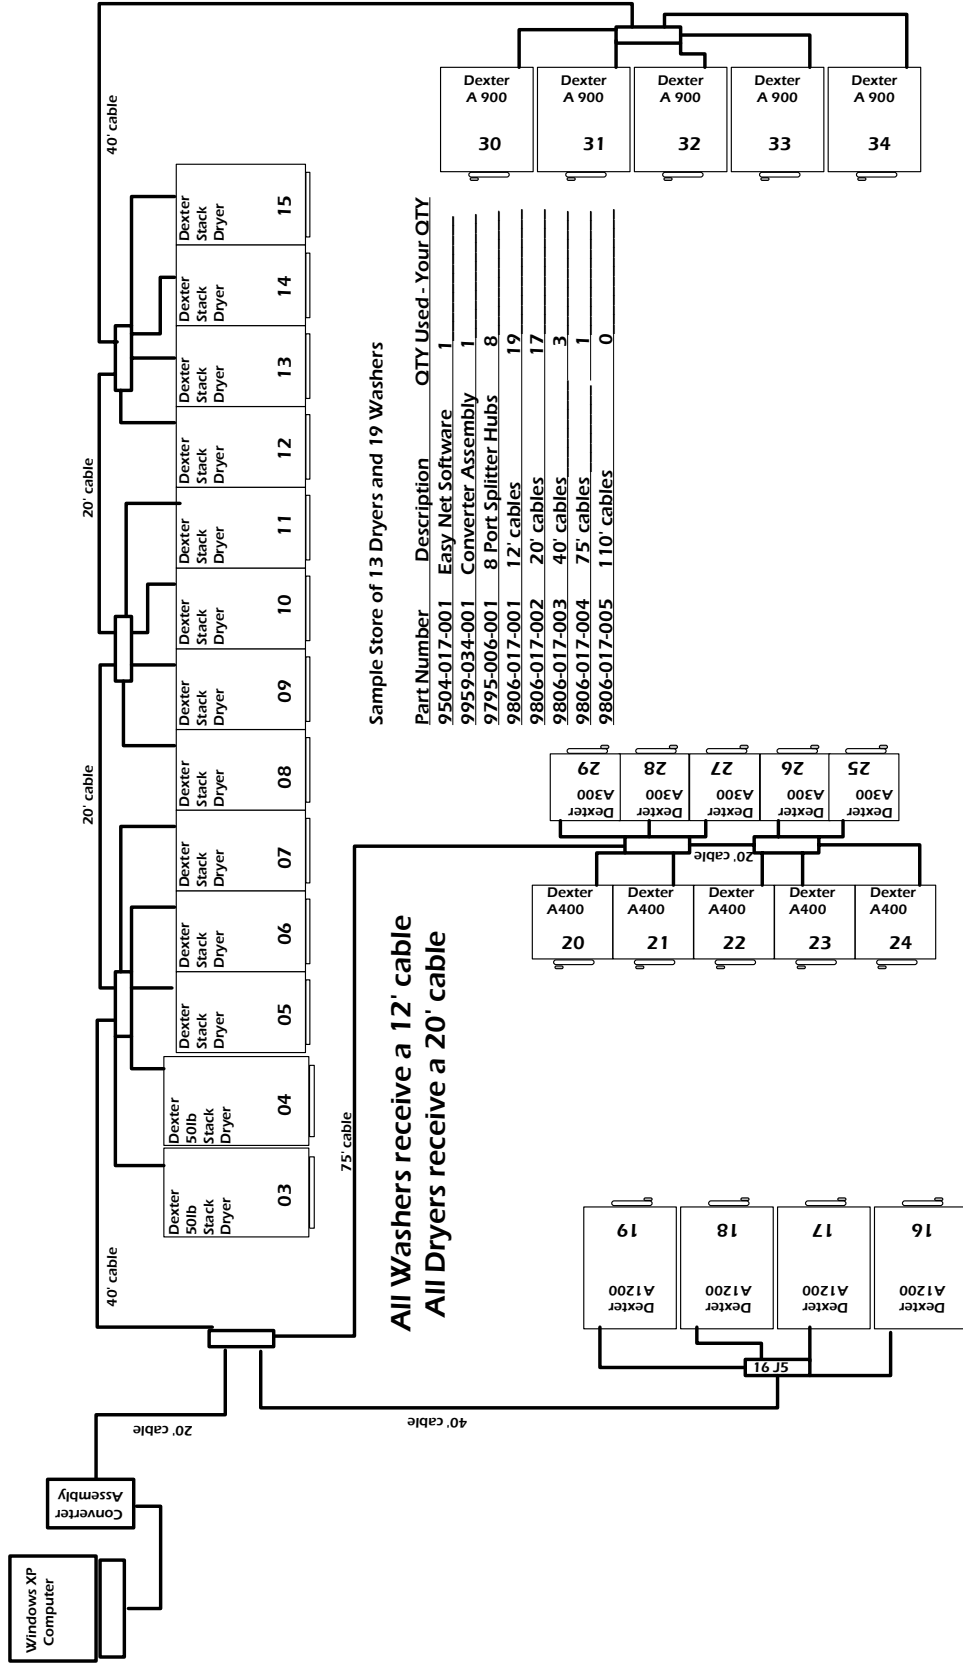 Windows XP
Computer
Converter
Assembly
20' cable
40' cable
40' cable
75' cable
20' cable
20' cable
40' cable
Dexter
50lb
Stack
Dryer
03
Dexter
50lb
Stack
Dryer
04
Dexter
Stack
Dryer
05
Dexter
Stack
Dryer
06
Dexter
Stack
Dryer
07
Dexter
Stack
Dryer
08
Dexter
Stack
Dryer
09
Dexter
Stack
Dryer
10
Dexter
Stack
Dryer
11
Dexter
Stack
Dryer
12
Dexter
Stack
Dryer
13
Dexter
Stack
Dryer
14
Dexter
Stack
Dryer
15
All Washers receive a 12' cable
All Dryers receive a 20' cable
Sample Store of 13 Dryers and 19 Washers
Part Number Description QTY Used - Your QTY
9504-017-001 Easy Net Software 1
9959-034-001 Converter Assembly 1
9795-006-001 8 Port Splitter Hubs 8
9806-017-001 12' cables 19
9806-017-002 20' cables 17
9806-017-003 40' cables 3
9806-017-004 75' cables 1
9806-017-005 110' cables 0
Dexter
A1200
16
Dexter
A1200
17
Dexter
A1200
18
Dexter
A1200
19
16 J5
Dexter
A400
20
Dexter
A400
21
Dexter
A400
22
Dexter
A400
23
Dexter
A400
24
20' cable
Dexter
A300
25
Dexter
A300
26
Dexter
A300
27
Dexter
A300
28
Dexter
A300
29
Dexter
A 900
30
Dexter
A 900
31
Dexter
A 900
32
Dexter
A 900
33
Dexter
A 900
34